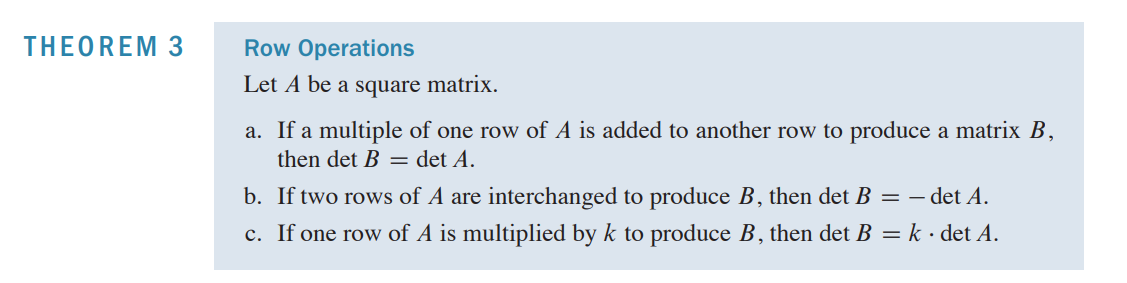 THEOREM 3
Row Operations
Let A be a square matrix.
a. If a multiple of one row of A is added to another row to produce a matrix B,
then det B = det A.
b. If two rows of A are interchanged to produce B, then det B = − det A.
c. If one row of A is multiplied by k to produce B, then det B = k · det A.